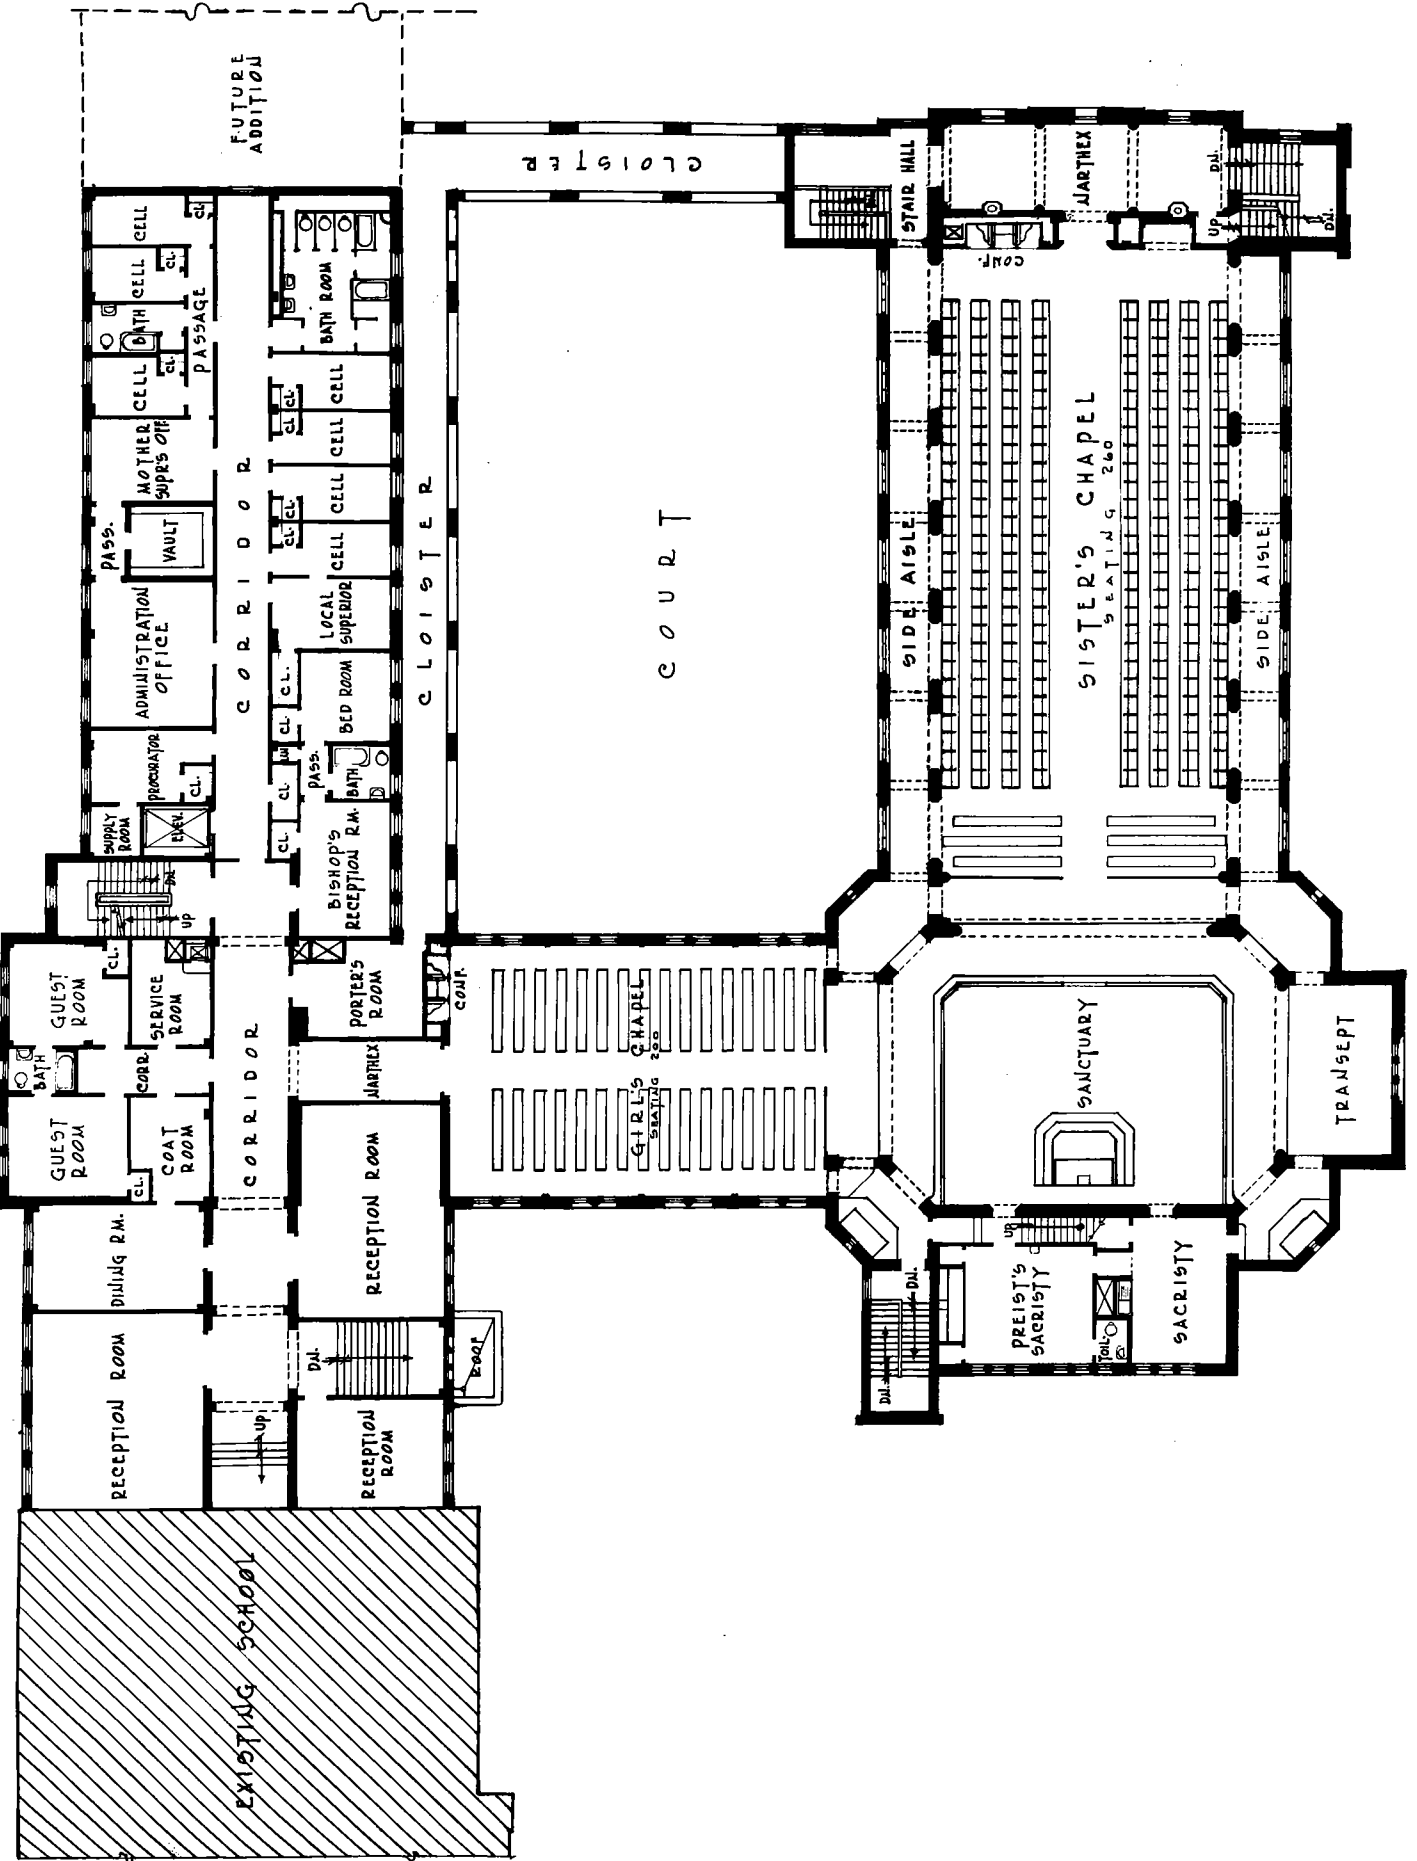 FUTURE
ADDITION
CLOISTER
STAIR HALL
NARTHEX
DN.
UP
DN.
DN.
CONF.
CELL
CL.
CELL
CL.
BATH
CELL
CL.
PASSAGE
BATH ROOM
MOTHER
SUPR'S OFF.
CELL
CL.
CELL
CL.
CELL
CL.
CELL
CL.
PASS.
VAULT
CORRIDOR
CLOISTER
COURT
ADMINISTRATION
OFFICE
LOCAL
SUPERIOR
CL.
BED ROOM
CL.
PROCURATOR
CL.
PASS.
BATH
CL.
CL.
SUPPLY
ROOM
ELEV.
BISHOP'S
RECEPTION RM.
DN.
UP
SIDE AISLE
SISTER'S CHAPEL
SEATING 260
SIDE AISLE
GUEST
ROOM
CL.
SERVICE
ROOM
BATH
CORR.
GUEST
ROOM
COAT
ROOM
CL.
CORRIDOR
PORTER'S
ROOM
CONF.
NARTHEX
RECEPTION ROOM
GIRL'S CHAPEL
SEATING 200
SANCTUARY
TRANSEPT
DINING RM.
RECEPTION ROOM
DN.
ROOF
UP
RECEPTION
ROOM
UP
DN.
DN.
PREIST'S
SACRISTY
TOIL.
SACRISTY
EXISTING SCHOOL